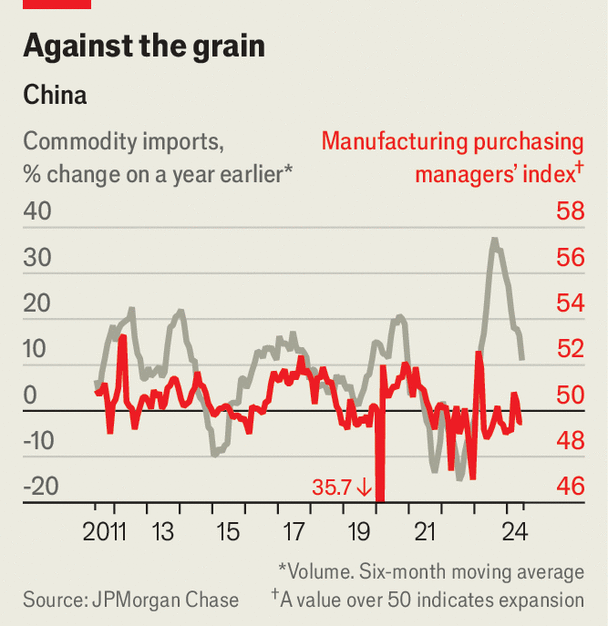 Against the grain
China
Commodity imports,
% change on a year earlier*
Manufacturing purchasing
managers' index†
40
58
30
56
20
54
10
52
0
50
-10
48
-20
46
35.7 ↓
2011 13 15 17 19 21 24
*Volume. Six-month moving average
Source: JPMorgan Chase
†A value over 50 indicates expansion